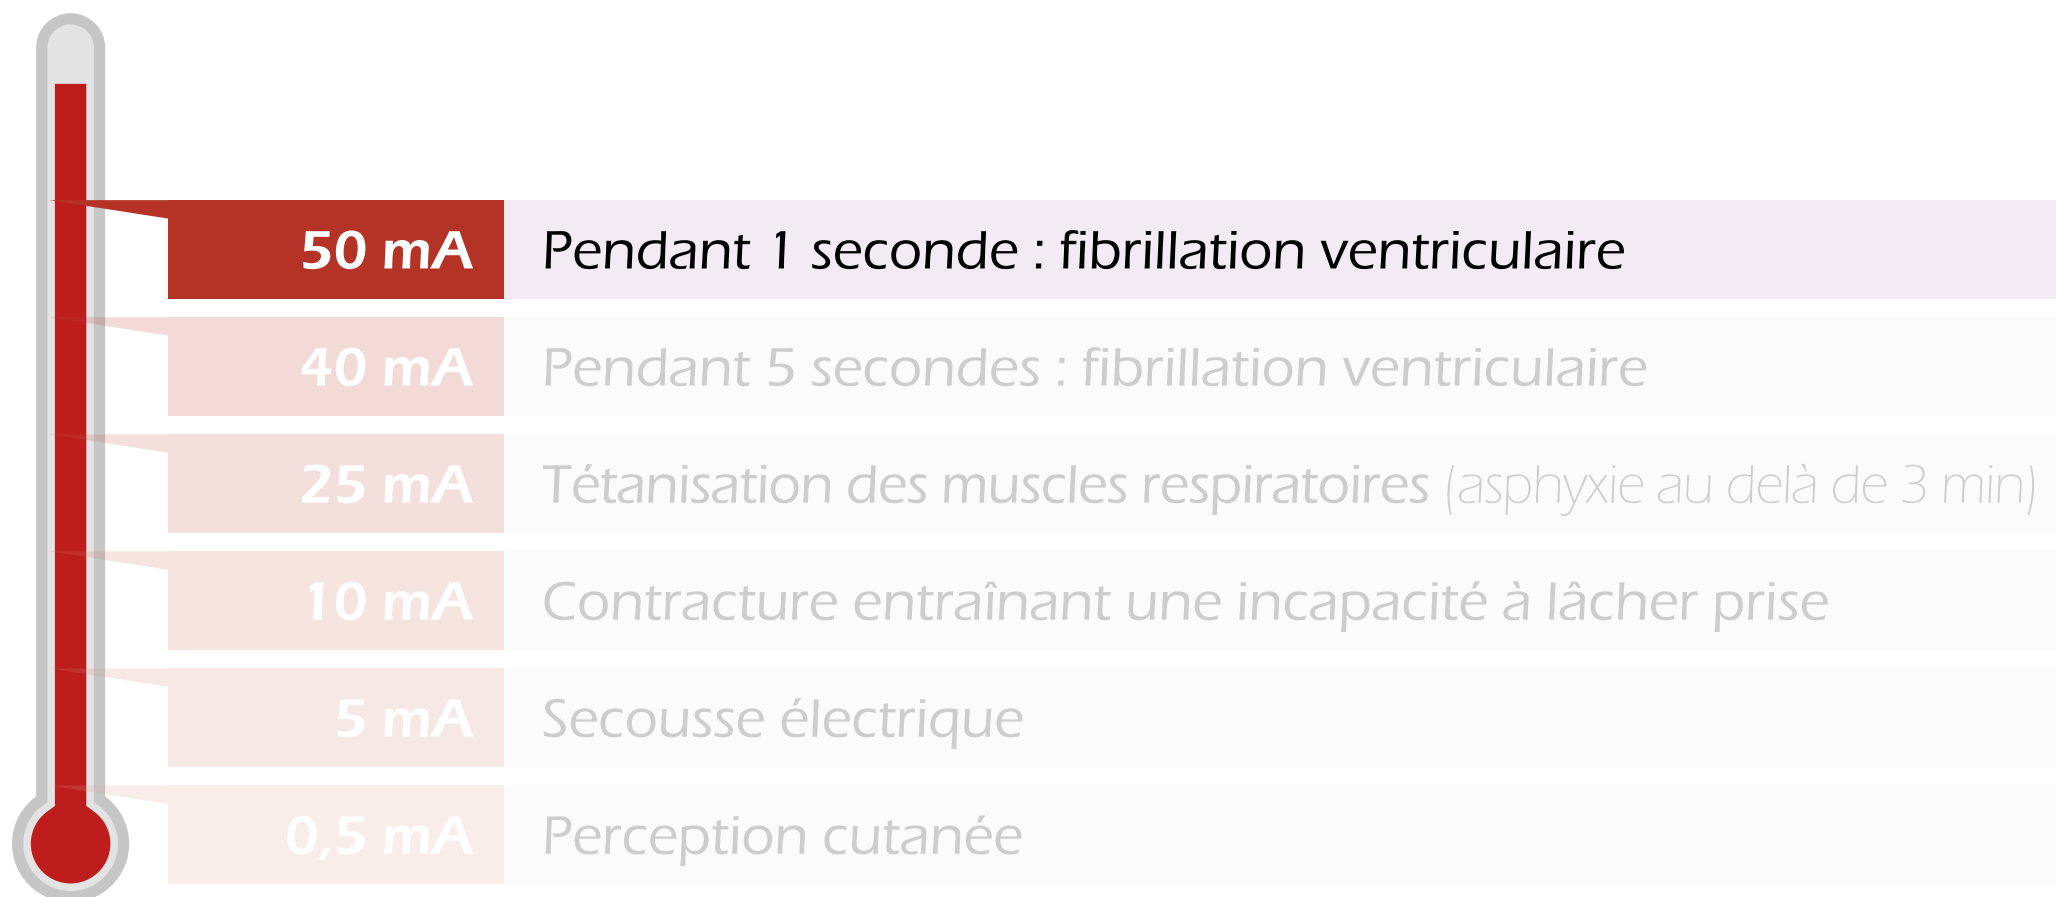 50 mA Pendant 1 seconde : fibrillation ventriculaire
40 mA Pendant 5 secondes : fibrillation ventriculaire
25 mA Tétanisation des muscles respiratoires (asphyxie au delà de 3 min)
10 mA Contracture entraînant une incapacité à lâcher prise
5 mA Secousse électrique
0,5 mA Perception cutanée